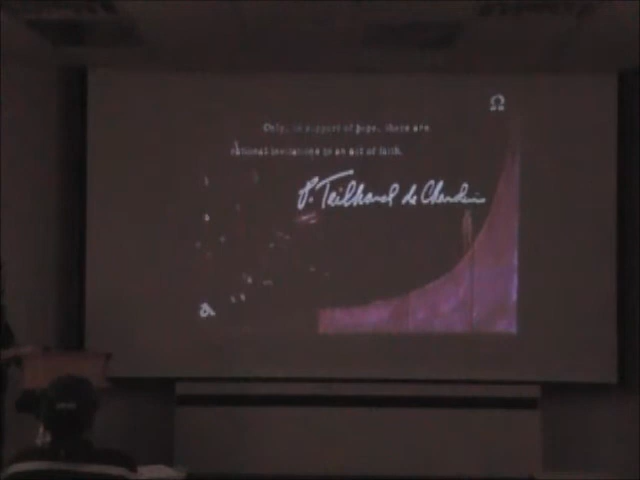 Ω
Only, in support of hope, there are
rational invitations to an act of faith.
P. Teilhard de Chardin
a